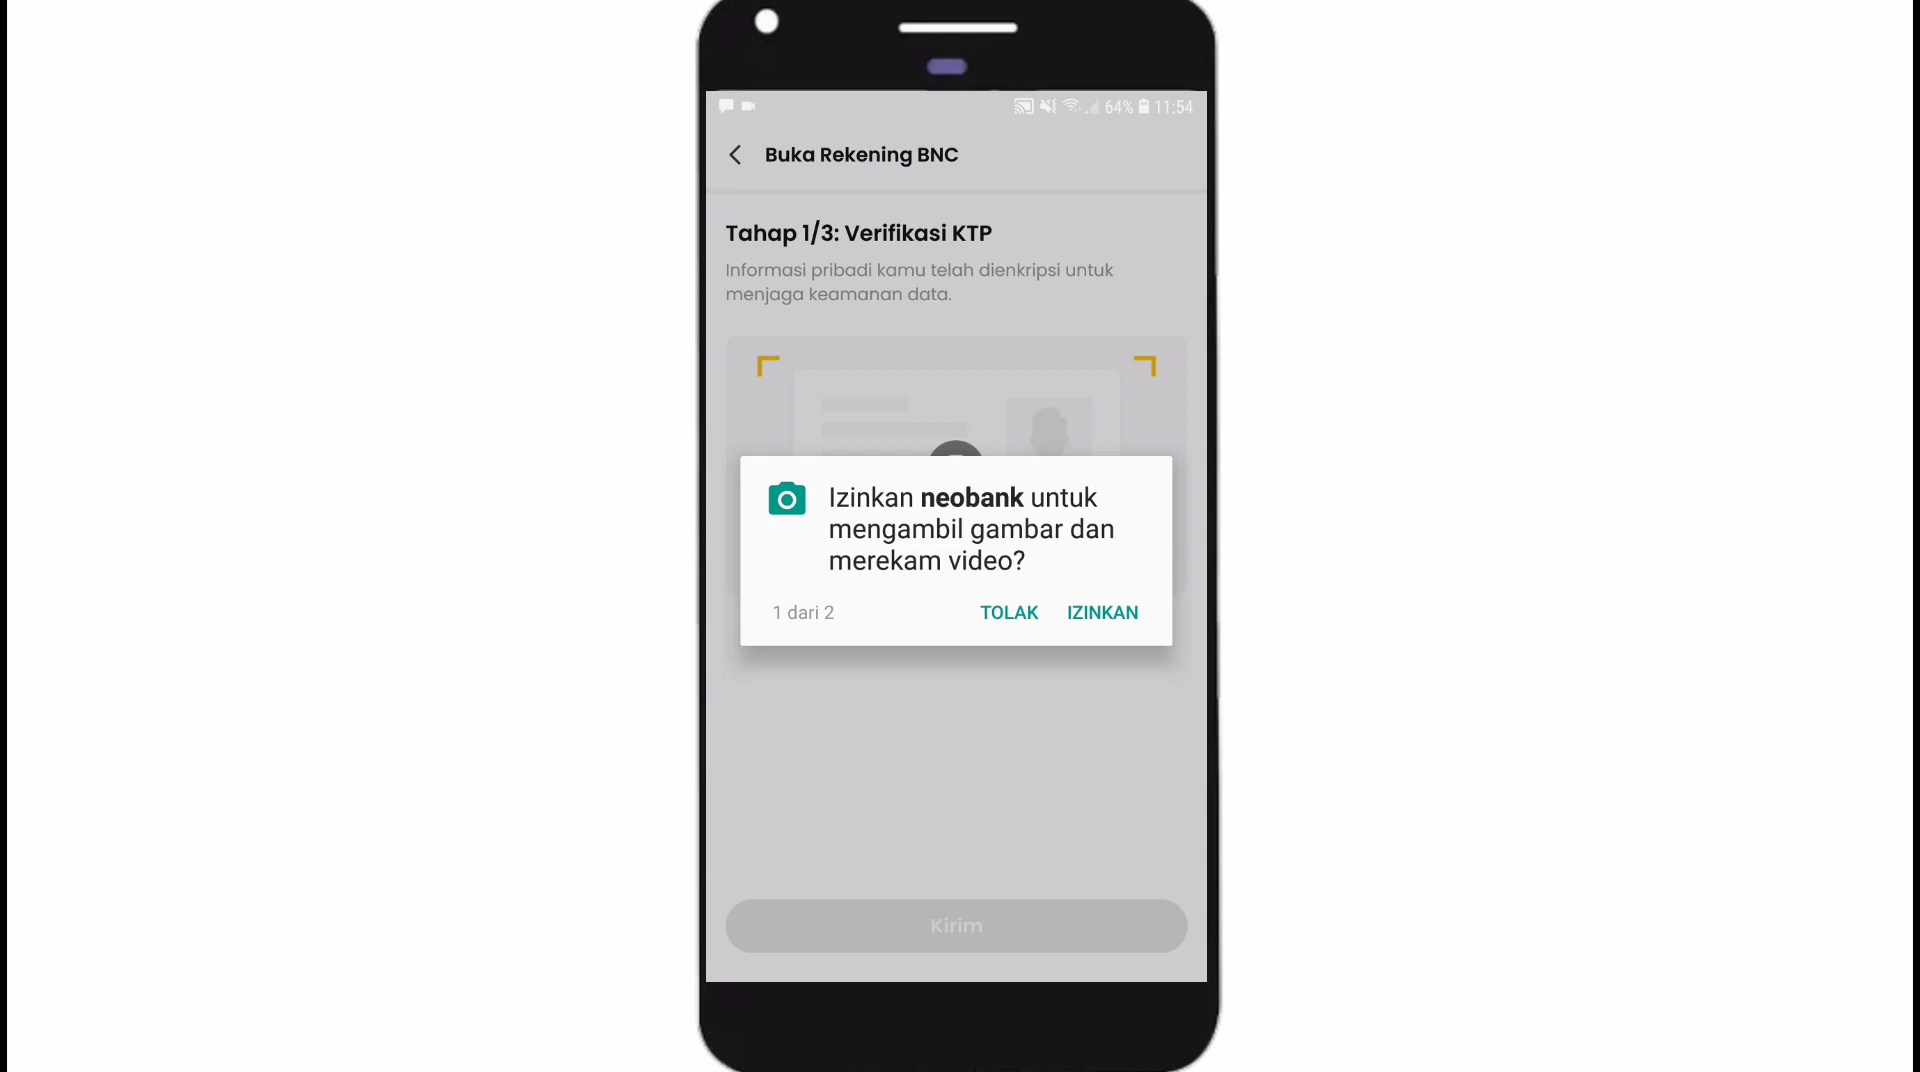 64% 11:54
Buka Rekening BNC
Tahap 1/3: Verifikasi KTP
Informasi pribadi kamu telah dienkripsi untuk
menjaga keamanan data.
Izinkan neobank untuk
mengambil gambar dan
merekam video?
1 dari 2 TOLAK IZINKAN
Kirim